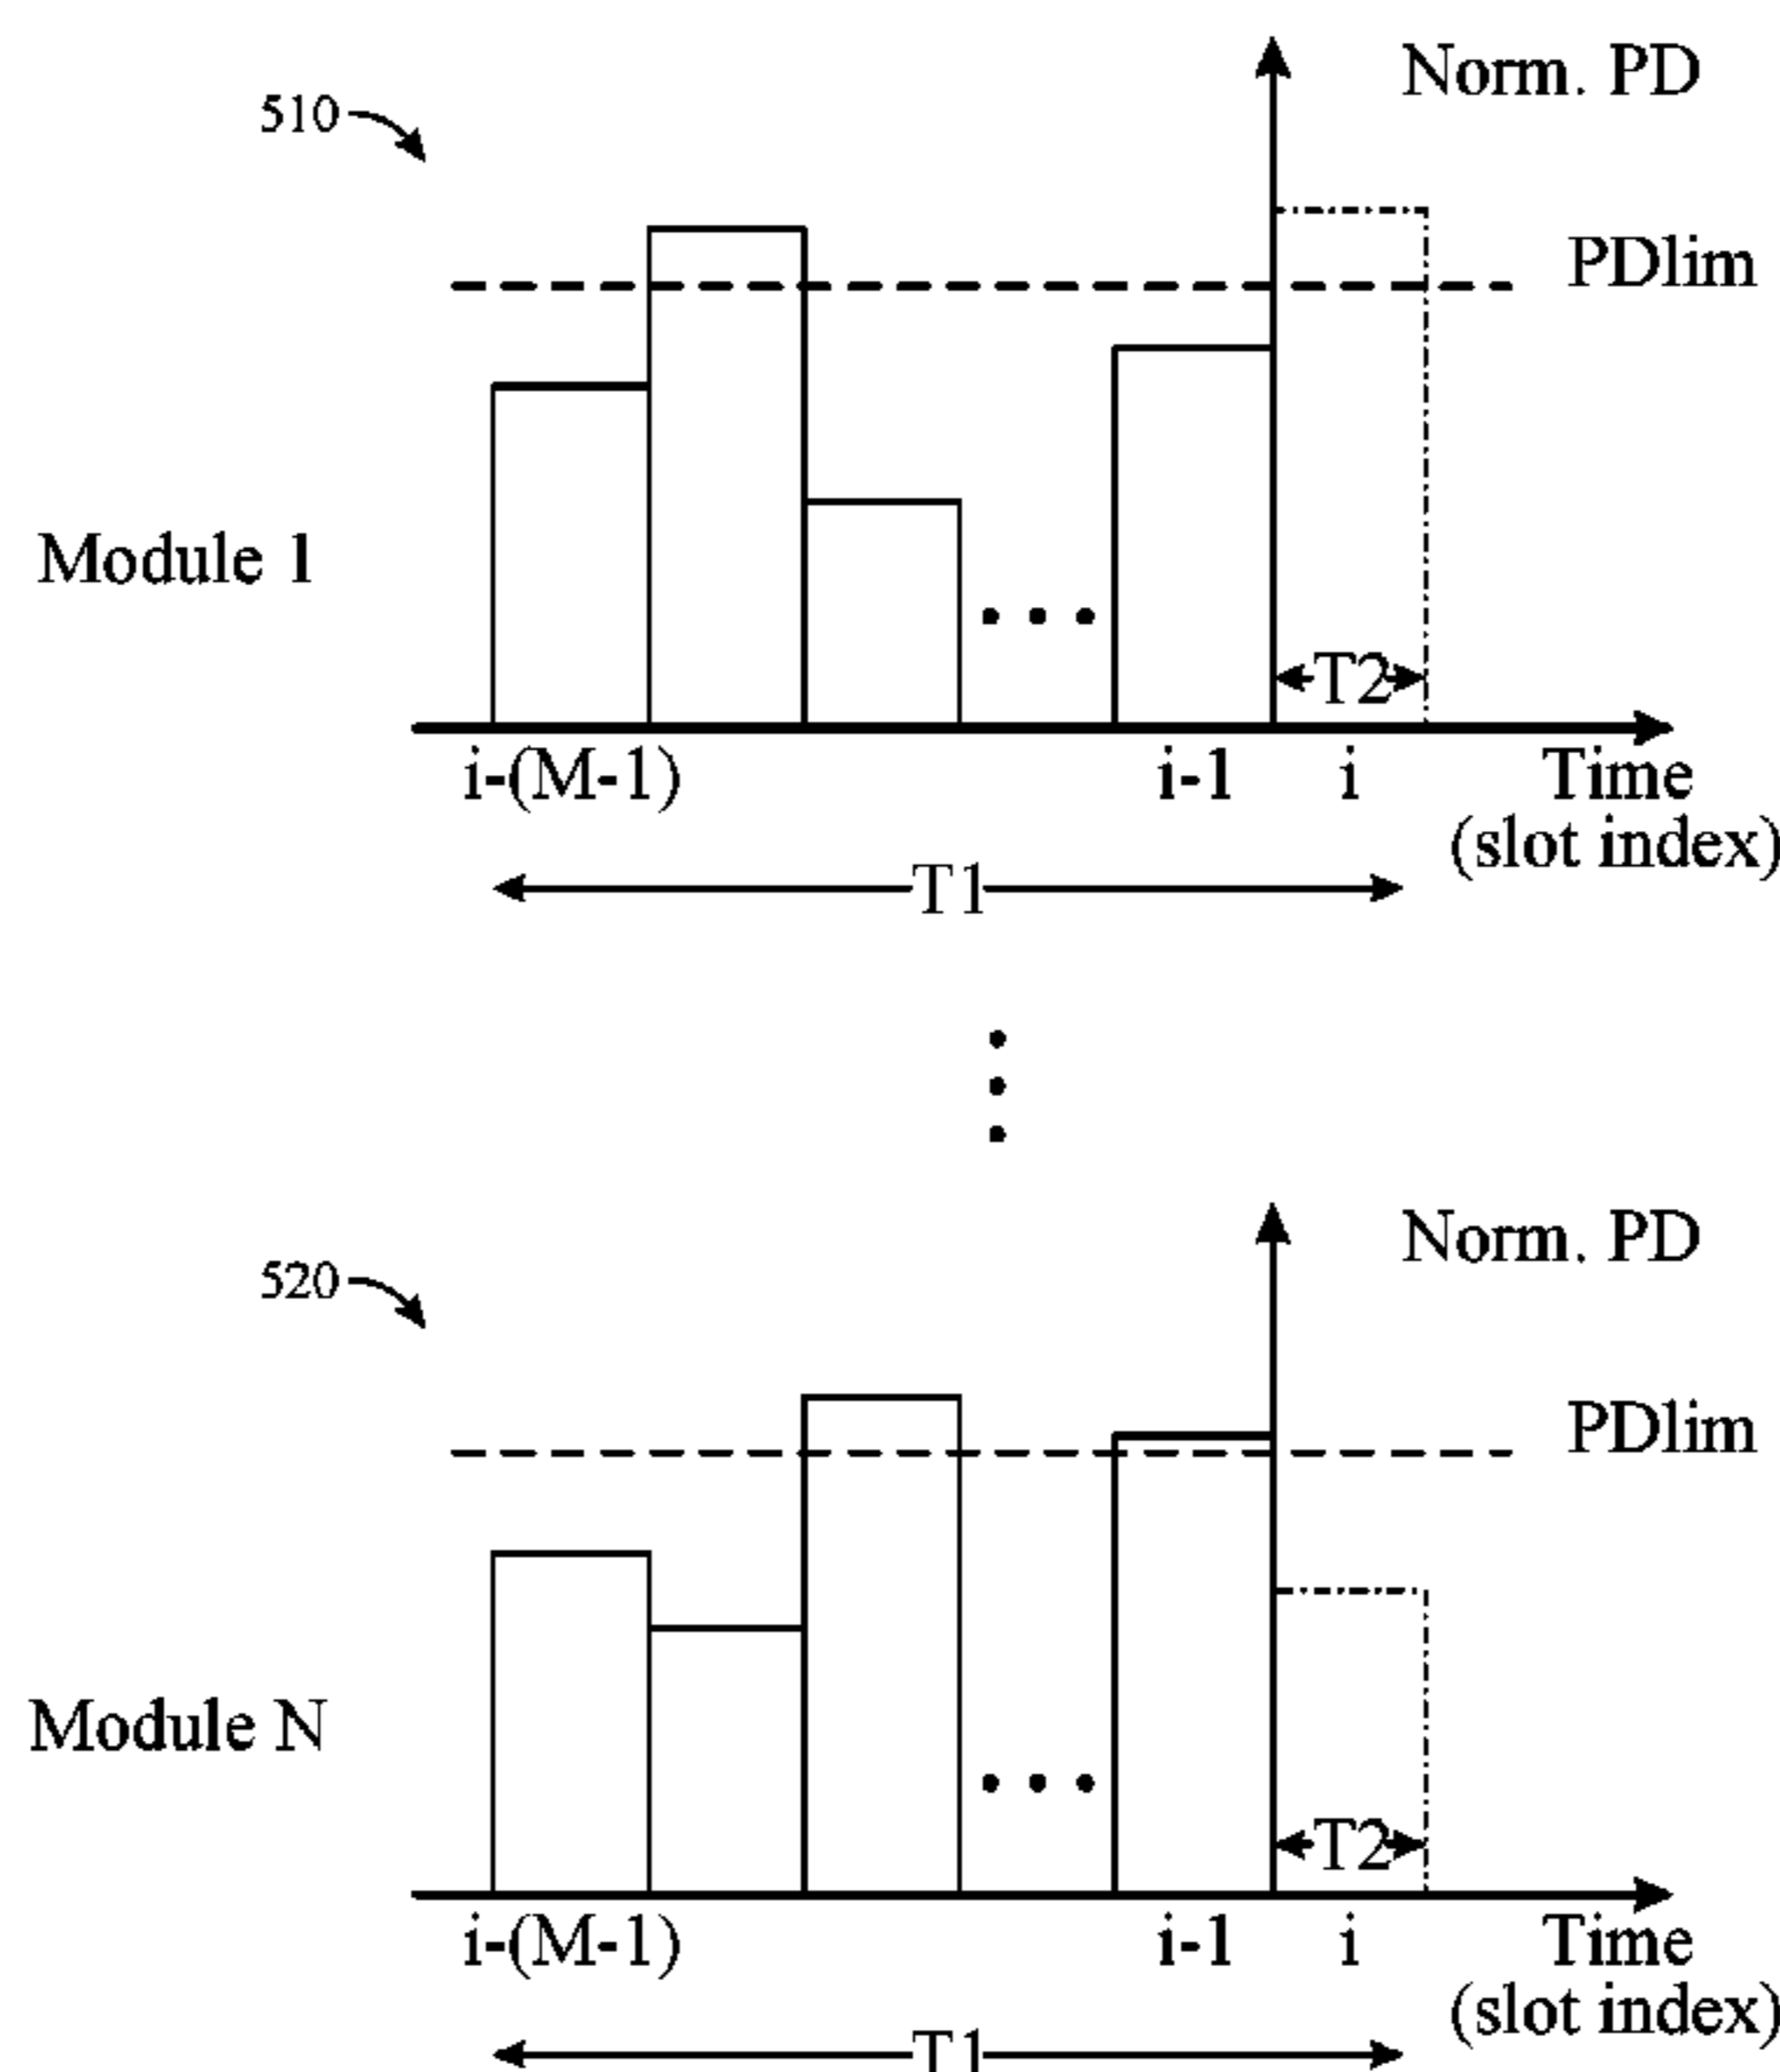 Norm. PD
510
PDlim
Module 1
T2
i-(M-1) i-1 i Time
(slot index)
T1
Norm. PD
520
PDlim
Module N
T2
i-(M-1) i-1 i Time
(slot index)
T1